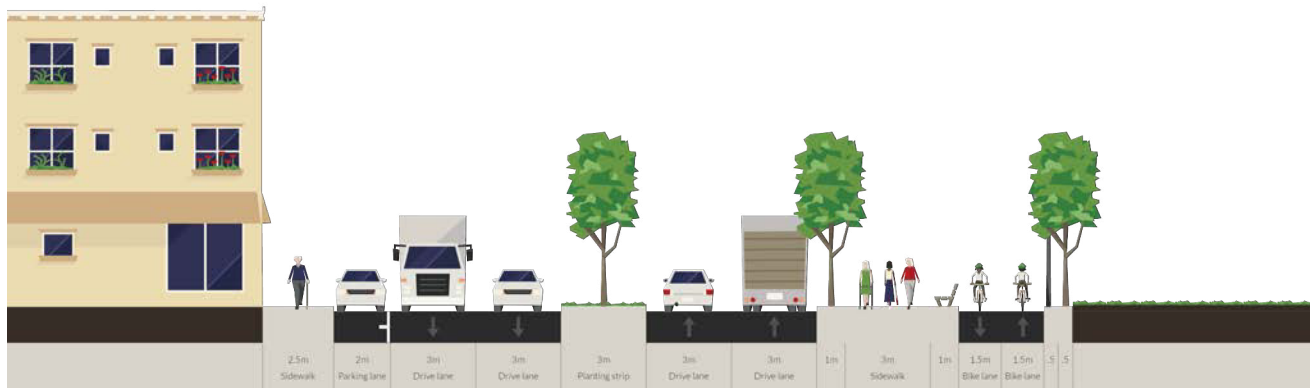 2.5m
Sidewalk
2m
Parking lane
3m
Drive lane
3m
Drive lane
3m
Planting strip
3m
Drive lane
3m
Drive lane
1m
3m
Sidewalk
1m
1.5m
Bike lane
1.5m
Bike lane
.5
.5